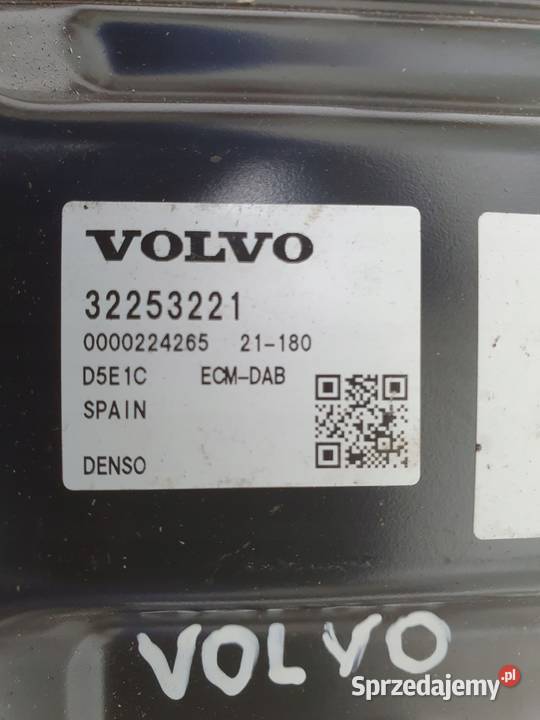 VOLVO
32253221
0000224265 21-180
D5E1C ECM-DAB
SPAIN
DENSO
VOLVO
Sprzedajemy.pl